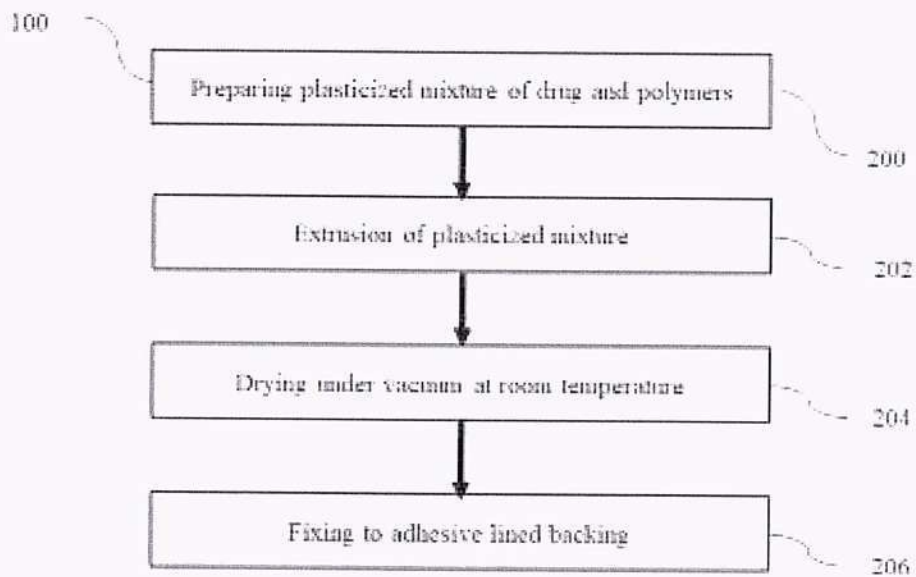 100
Preparing plasticized mixture of drug and polymers
200
Extrusion of plasticized mixture
202
Drying under vacuum at room temperature
204
Fixing to adhesive lined backing
206